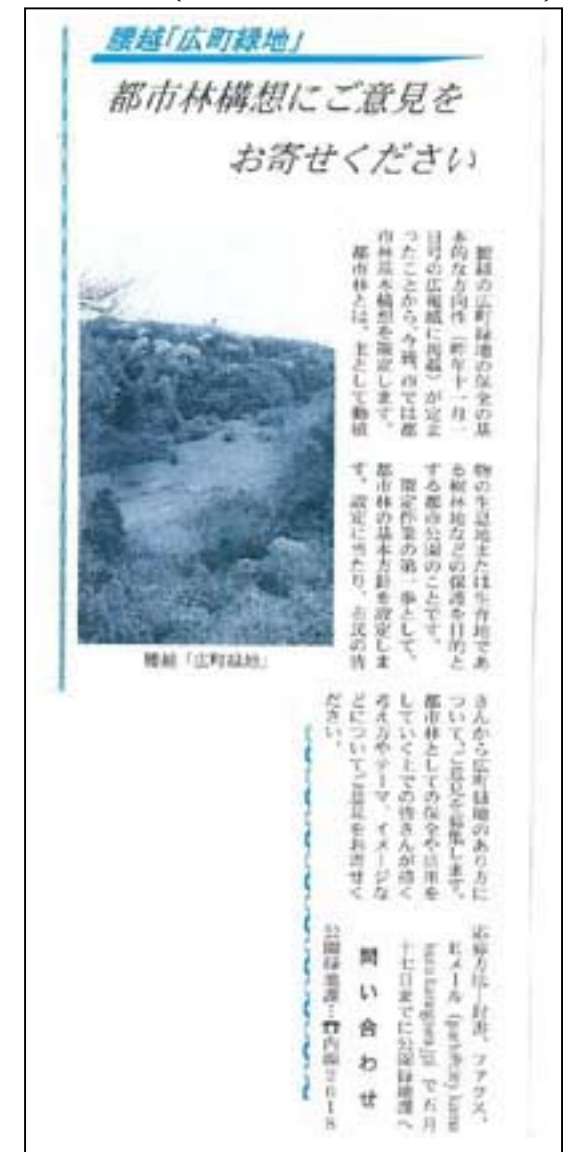 腰越「広町緑地」
都市林構想にご意見を
お寄せください
腰越の広町緑地の保全の基
本的な方向性（昨年十一月一
日号の広報紙に掲載）が定ま
ったことから、今後、市では都
市林基本構想を策定します。
都市林とは、主として動植
物の生息地または生育地であ
る樹林地などの保護を目的と
する都市公園のことです。
策定作業の第一歩として、
都市林の基本方針を設定しま
す。設定に当たり、市民の皆
さんから広町緑地のあり方に
ついて、ご意見を募集します。
都市林としての保全や活用を
していく上での皆さんが描く
考え方やテーマ、イメージな
どについてご意見をお寄せく
ださい。
応募方法＝封書、ファクス、
Eメール
で五月
十七日までに公園緑地課へ
問い合わせ
公園緑地課…☎内線2618
腰越「広町緑地」